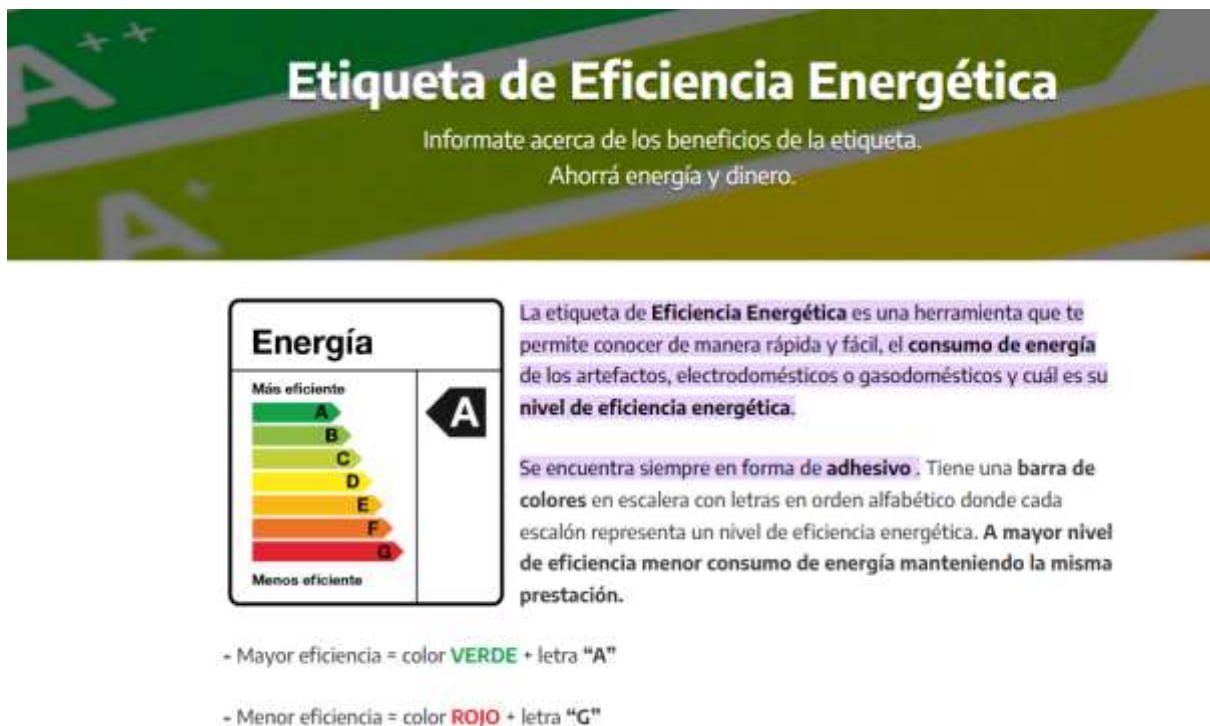 A++
A+
Etiqueta de Eficiencia Energética
Informate acerca de los beneficios de la etiqueta.
Ahorrá energía y dinero.
Energía
Más eficiente
A
B
C
D
E
F
G
Menos eficiente
A
La etiqueta de Eficiencia Energética es una herramienta que te
permite conocer de manera rápida y fácil, el consumo de energía
de los artefactos, electrodomésticos o gasodomésticos y cuál es su
nivel de eficiencia energética.
Se encuentra siempre en forma de adhesivo . Tiene una barra de
colores en escalera con letras en orden alfabético donde cada
escalón representa un nivel de eficiencia energética. A mayor nivel
de eficiencia menor consumo de energía manteniendo la misma
prestación.
- Mayor eficiencia = color VERDE + letra “A”
- Menor eficiencia = color ROJO + letra “G”